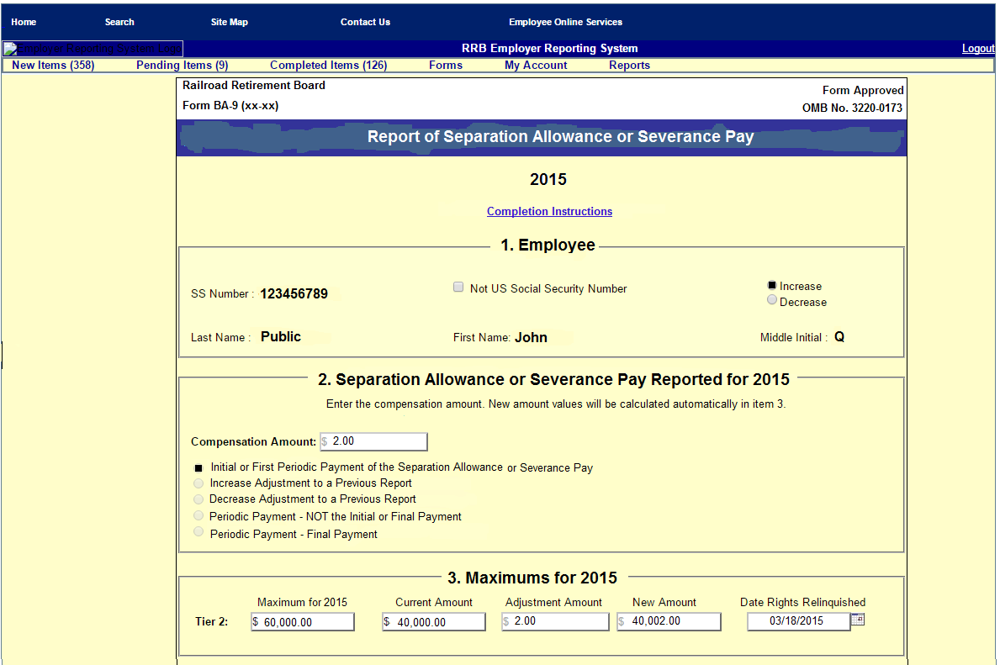 Home Search Site Map Contact Us Employee Online Services
Employer Reporting System Logo RRB Employer Reporting System Logout
New Items (358) Pending Items (9) Completed Items (126) Forms My Account Reports
Railroad Retirement Board
Form Approved
Form BA-9 (xx-xx)
OMB No. 3220-0173
Report of Separation Allowance or Severance Pay
2015
Completion Instructions
1. Employee
SS Number : 123456789 Not US Social Security Number Increase
Decrease
Last Name : Public First Name: John Middle Initial : Q
2. Separation Allowance or Severance Pay Reported for 2015
Enter the compensation amount. New amount values will be calculated automatically in item 3.
Compensation Amount: $ 2.00
Initial or First Periodic Payment of the Separation Allowance or Severance Pay
Increase Adjustment to a Previous Report
Decrease Adjustment to a Previous Report
Periodic Payment - NOT the Initial or Final Payment
Periodic Payment - Final Payment
3. Maximums for 2015
Maximum for 2015 Current Amount Adjustment Amount New Amount Date Rights Relinquished
Tier 2: $ 60,000.00 $ 40,000.00 $ 2.00 $ 40,002.00 03/18/2015